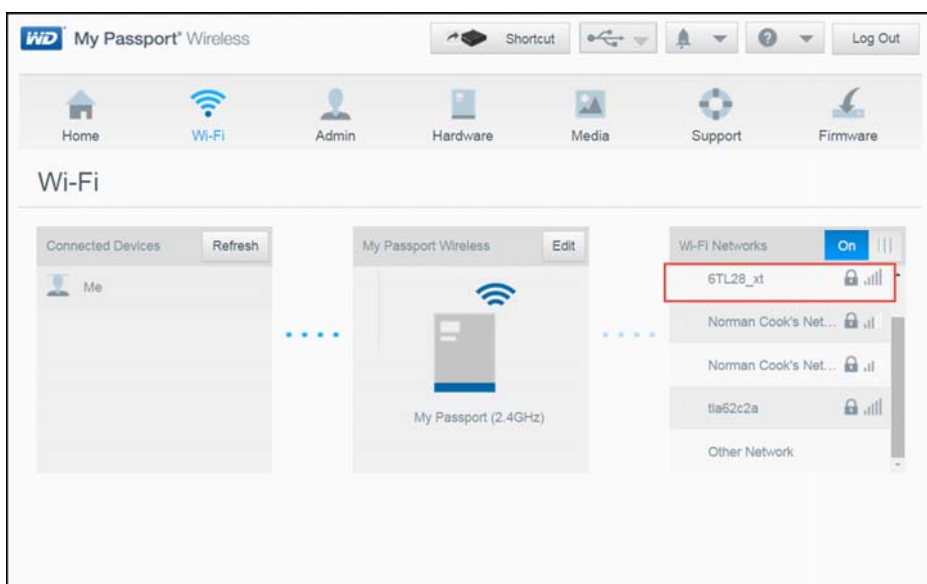 WD My Passport® Wireless
Shortcut
Log Out
Home
Wi-Fi
Admin
Hardware
Media
Support
Firmware
Wi-Fi
Connected Devices
Refresh
Me
My Passport Wireless
Edit
My Passport (2.4GHz)
Wi-Fi Networks
On
6TL28_xt
Norman Cook's Net...
Norman Cook's Net...
tla62c2a
Other Network